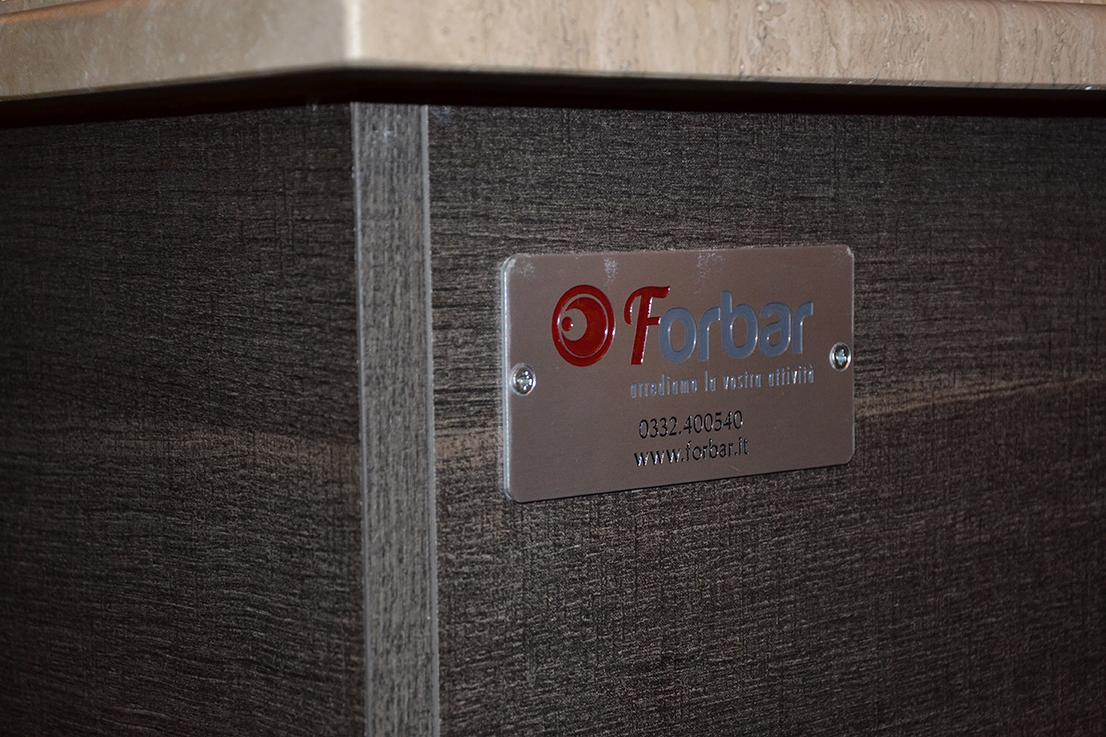 Forbar
arrediamo la vostra attività
0332.400540
www.forbar.it